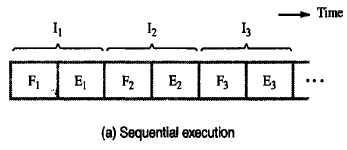 Time
I1 I2 I3
F1 E1 F2 E2 F3 E3 ...
(a) Sequential execution